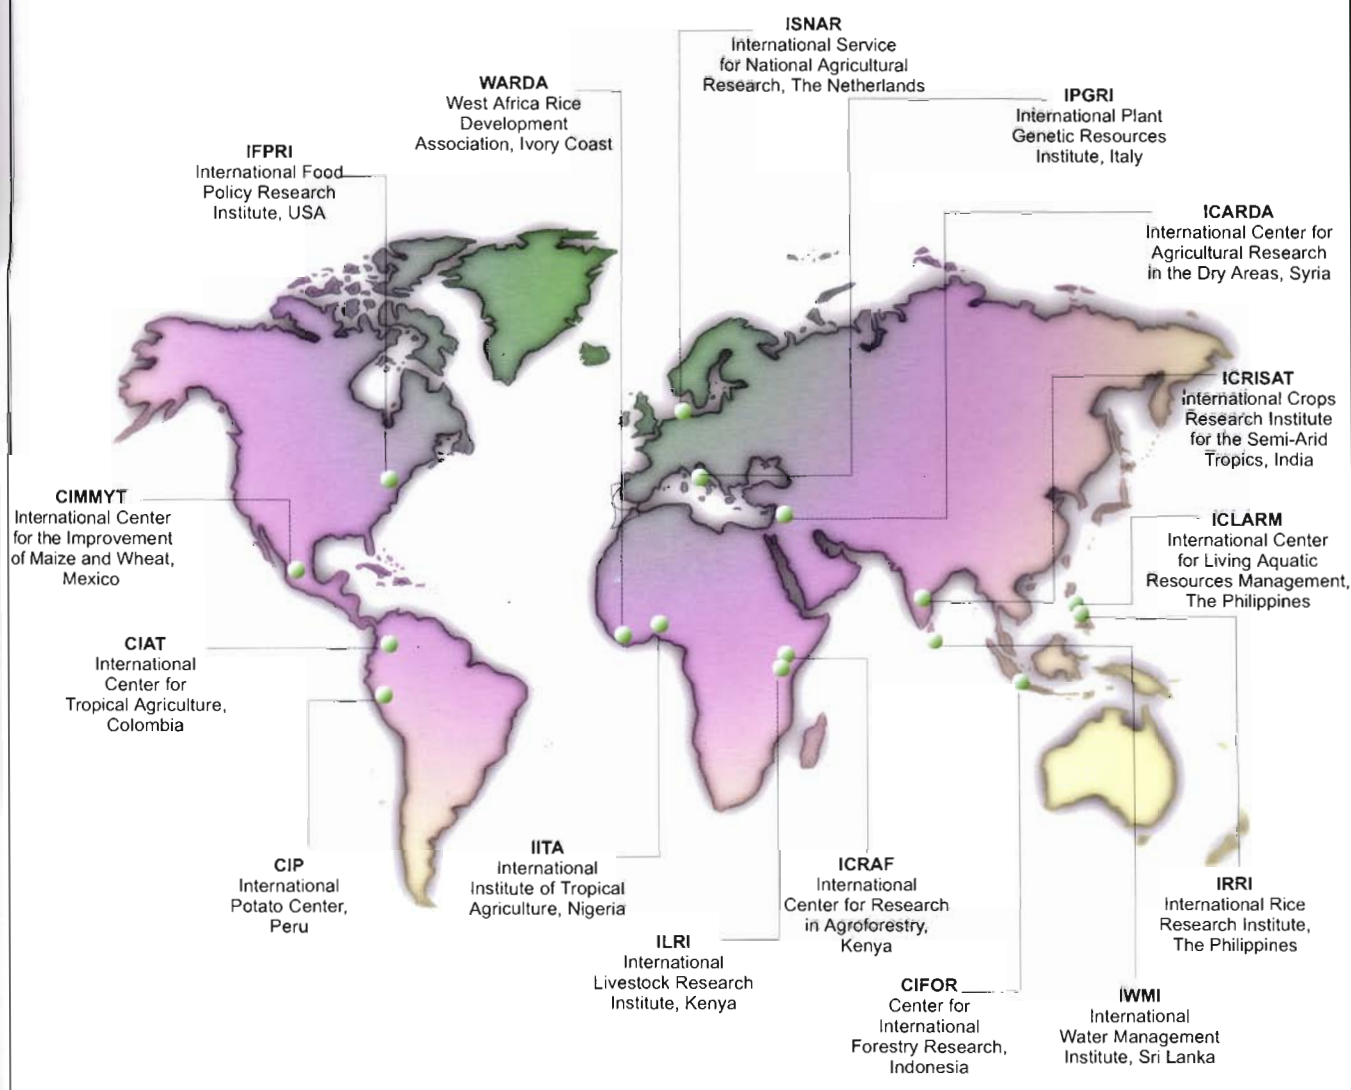 ISNAR
International Service
for National Agricultural
Research, The Netherlands
WARDA
West Africa Rice
Development
Association, Ivory Coast
IPGRI
International Plant
Genetic Resources
Institute, Italy
IFPRI
International Food
Policy Research
Institute, USA
ICARDA
International Center for
Agricultural Research
in the Dry Areas, Syria
ICRISAT
International Crops
Research Institute
for the Semi-Arid
Tropics, India
CIMMYT
International Center
for the Improvement
of Maize and Wheat,
Mexico
ICLARM
International Center
for Living Aquatic
Resources Management,
The Philippines
CIAT
International
Center for
Tropical Agriculture,
Colombia
CIP
International
Potato Center,
Peru
IITA
International
Institute of Tropical
Agriculture, Nigeria
ICRAF
International
Center for Research
in Agroforestry,
Kenya
IRRI
International Rice
Research Institute,
The Philippines
ILRI
International
Livestock Research
Institute, Kenya
CIFOR
Center for
International
Forestry Research,
Indonesia
IWMI
International
Water Management
Institute, Sri Lanka